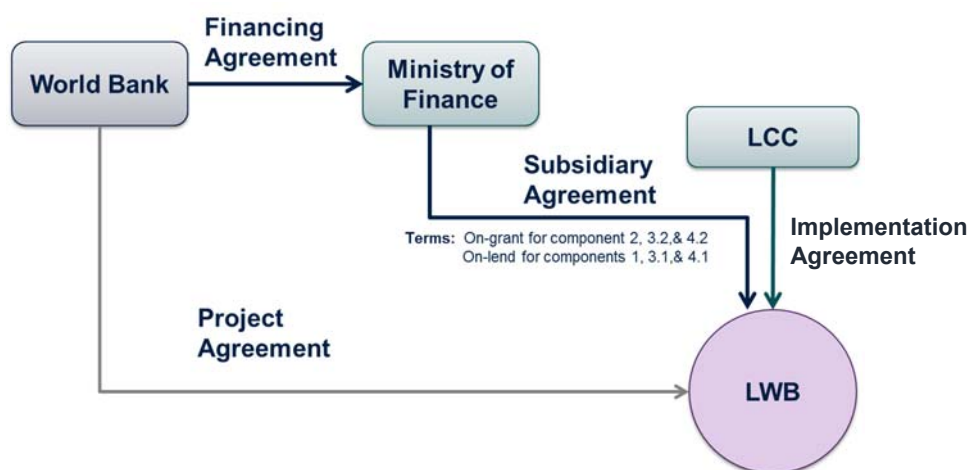 Financing
Agreement
World Bank
Ministry of
Finance
LCC
Subsidiary
Agreement
Terms: On-grant for component 2, 3.2,& 4.2
On-lend for components 1, 3.1,& 4.1
Implementation
Agreement
Project
Agreement
LWB